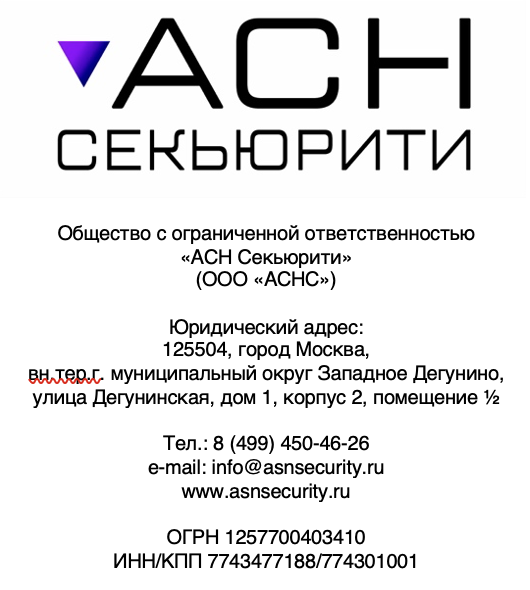 АСН
СЕКЬЮРИТИ
Общество с ограниченной ответственностью
«АСН Секьюрити»
(ООО «АСНС»)
Юридический адрес:
125504, город Москва,
вн.тер.г. муниципальный округ Западное Дегунино,
улица Дегунинская, дом 1, корпус 2, помещение ½
Тел.: 8 (499) 450-46-26
e-mail: info@asnsecurity.ru
www.asnsecurity.ru
ОГРН 1257700403410
ИНН/КПП 7743477188/774301001